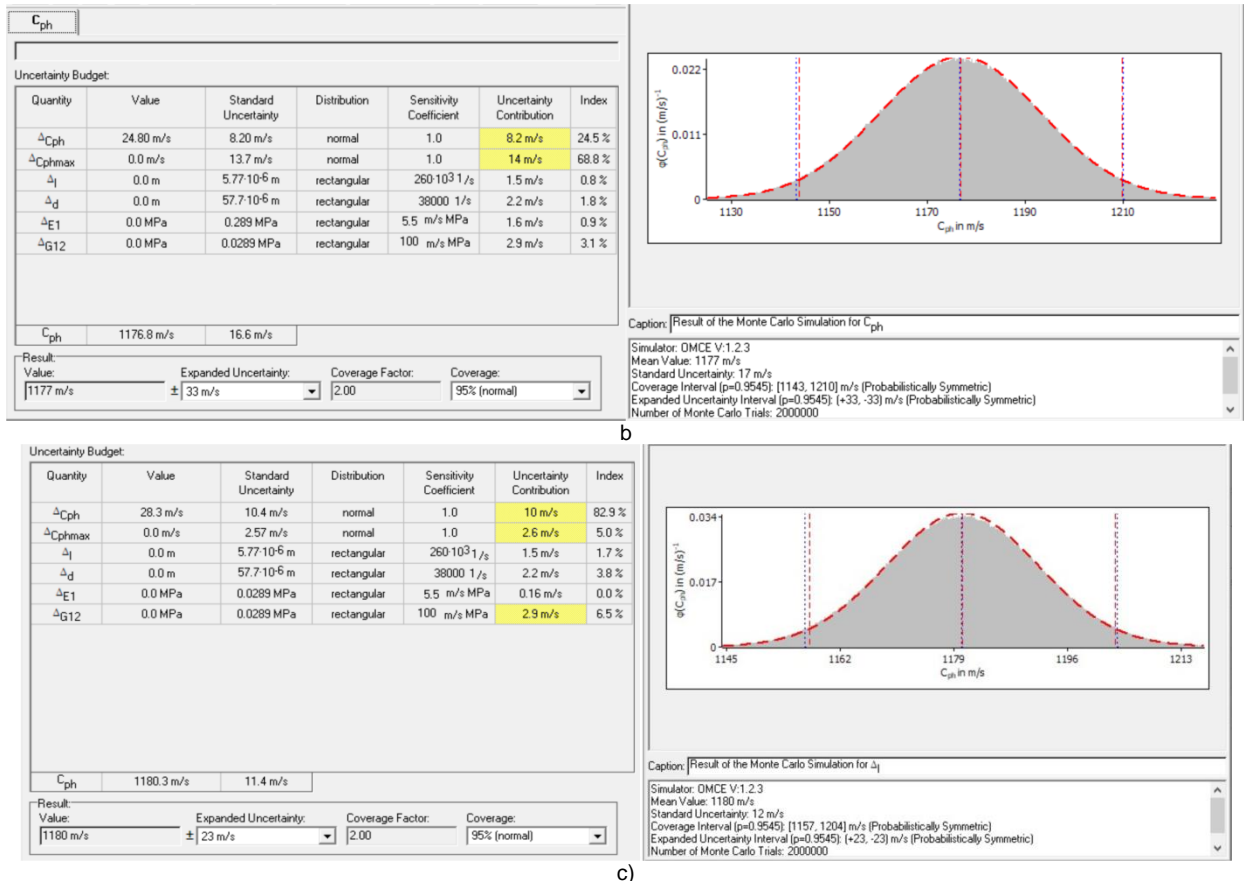 Cph
Uncertainty Budget:
Quantity Value Standard Uncertainty Distribution Sensitivity Coefficient Uncertainty Contribution Index
ΔCph 24.80 m/s 8.20 m/s normal 1.0 8.2 m/s 24.5 %
ΔCphmax 0.0 m/s 13.7 m/s normal 1.0 14 m/s 68.8 %
Δl 0.0 m 5.77·10-6 m rectangular 260·103 1/s 1.5 m/s 0.8 %
Δd 0.0 m 57.7·10-6 m rectangular 38000 1/s 2.2 m/s 1.8 %
ΔE1 0.0 MPa 0.289 MPa rectangular 5.5 m/s MPa 1.6 m/s 0.9 %
ΔG12 0.0 MPa 0.0289 MPa rectangular 100 m/s MPa 2.9 m/s 3.1 %
Cph 1176.8 m/s 16.6 m/s
Result:
Value: Expanded Uncertainty: Coverage Factor: Coverage:
1177 m/s ± 33 m/s 2.00 95% (normal)
φ(Cph) in (m/s)-1
0.022
0.011
0
1130 1150 1170 1190 1210
Cph in m/s
Caption: Result of the Monte Carlo Simulation for Cph
Simulator: OMCE V:1.2.3
Mean Value: 1177 m/s
Standard Uncertainty: 17 m/s
Coverage Interval (p=0.9545): [1143, 1210] m/s (Probabilistically Symmetric)
Expanded Uncertainty Interval (p=0.9545): (+33, -33) m/s (Probabilistically Symmetric)
Number of Monte Carlo Trials: 2000000
b
Uncertainty Budget:
Quantity Value Standard Uncertainty Distribution Sensitivity Coefficient Uncertainty Contribution Index
ΔCph 28.3 m/s 10.4 m/s normal 1.0 10 m/s 82.9 %
ΔCphmax 0.0 m/s 2.57 m/s normal 1.0 2.6 m/s 5.0 %
Δl 0.0 m 5.77·10-6 m rectangular 260·103 1/s 1.5 m/s 1.7 %
Δd 0.0 m 57.7·10-6 m rectangular 38000 1/s 2.2 m/s 3.8 %
ΔE1 0.0 MPa 0.0289 MPa rectangular 5.5 m/s MPa 0.16 m/s 0.0 %
ΔG12 0.0 MPa 0.0289 MPa rectangular 100 m/s MPa 2.9 m/s 6.5 %
Cph 1180.3 m/s 11.4 m/s
Result:
Value: Expanded Uncertainty: Coverage Factor: Coverage:
1180 m/s ± 23 m/s 2.00 95% (normal)
φ(Cph) in (m/s)-1
0.034
0.017
0
1145 1162 1179 1196 1213
Cph in m/s
Caption: Result of the Monte Carlo Simulation for Δl
Simulator: OMCE V:1.2.3
Mean Value: 1180 m/s
Standard Uncertainty: 12 m/s
Coverage Interval (p=0.9545): [1157, 1204] m/s (Probabilistically Symmetric)
Expanded Uncertainty Interval (p=0.9545): (+23, -23) m/s (Probabilistically Symmetric)
Number of Monte Carlo Trials: 2000000
c)